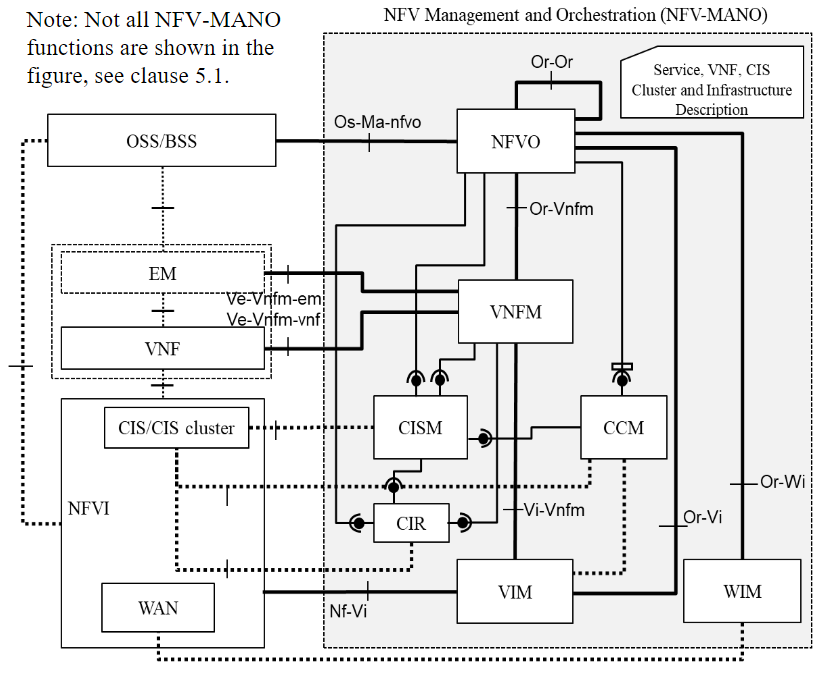 Note: Not all NFV-MANO
functions are shown in the
figure, see clause 5.1.
NFV Management and Orchestration (NFV-MANO)
Or-Or
Service, VNF, CIS
Cluster and Infrastructure
Description
Os-Ma-nfvo
OSS/BSS
NFVO
Or-Vnfm
EM
Ve-Vnfm-em
Ve-Vnfm-vnf
VNFM
VNF
CIS/CIS cluster
CISM
CCM
Or-Wi
NFVI
Vi-Vnfm
Or-Vi
CIR
VIM
WIM
WAN
Nf-Vi